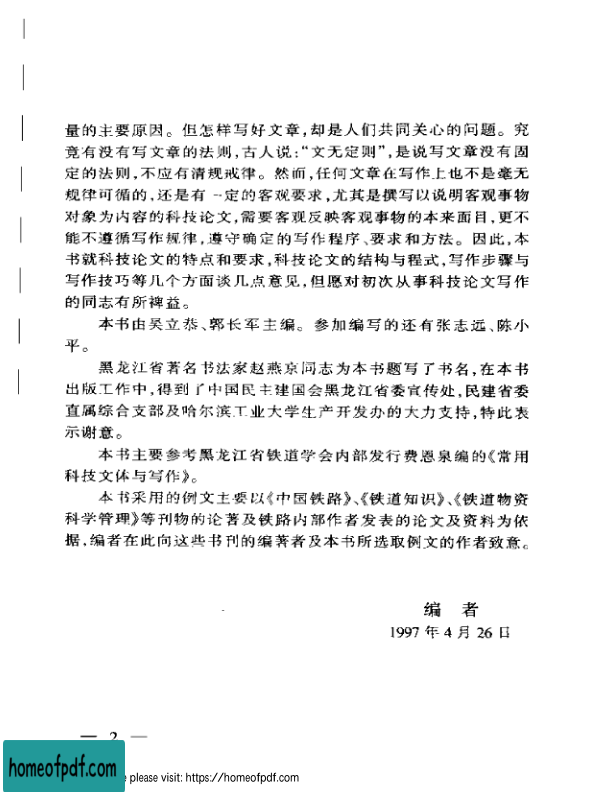 量的主要原因。但怎样写好文章,却是人们共同关心的问题。究
竟有没有写文章的法则,古人说:“文无定则”,是说写文章没有固
定的法则,不应有清规戒律。然而,任何文章在写作上也不是毫无
规律可循的,还是有一定的客观要求,尤其是撰写以说明客观事物
对象为内容的科技论文,需要客观反映客观事物的本来面目,更不
能不遵循写作规律,遵守确定的写作程序、要求和方法。因此,本
书就科技论文的特点和要求,科技论文的结构与程式,写作步骤与
写作技巧等几个方面谈几点意见,但愿对初次从事科技论文写作
的同志有所裨益。
本书由吴立恭、郭长军主编。参加编写的还有张志远、陈小
平。
黑龙江省著名书法家赵燕京同志为本书题写了书名,在本书
出版工作中,得到了中国民主建国会黑龙江省委宣传处,民建省委
直属综合支部及哈尔滨工业大学生产开发办的大力支持,特此表
示谢意。
本书主要参考黑龙江省铁道学会内部发行费恩泉编的《常用
科技文体与写作》。
本书采用的例文主要以《中国铁路》、《铁道知识》、《铁道物资
科学管理》等刊物的论著及铁路内部作者发表的论文及资料为依
据,编者在此向这些书刊的编著者及本书所选取例文的作者致意。
编 者
1997 年 4 月 26 日
— 2 —
homeofpdf.com
e please visit: https://homeofpdf.com